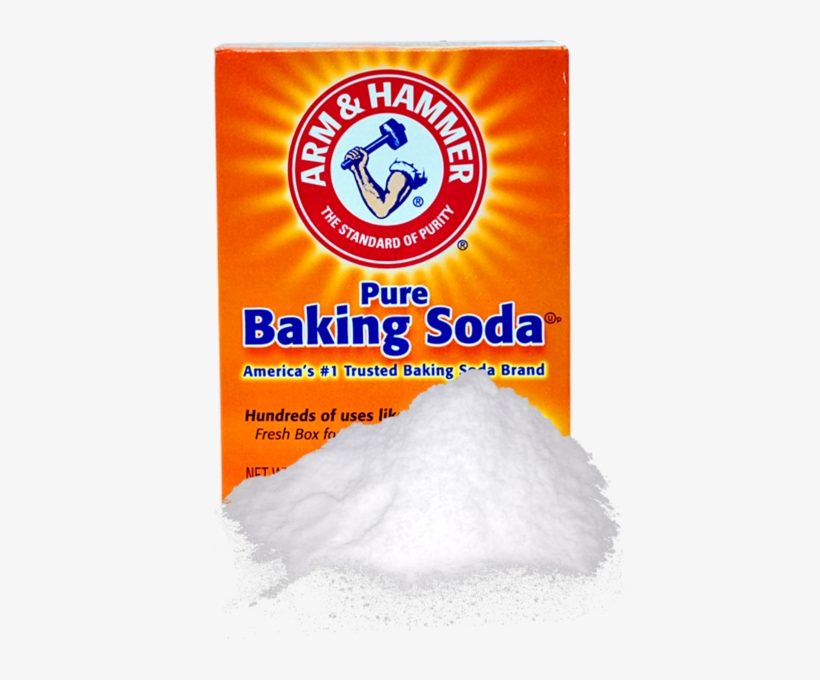 ARM & HAMMER
THE STANDARD OF PURITY
Pure
Baking Soda
America's #1 Trusted Baking Soda Brand
Hundreds of uses
Fresh Box
NET